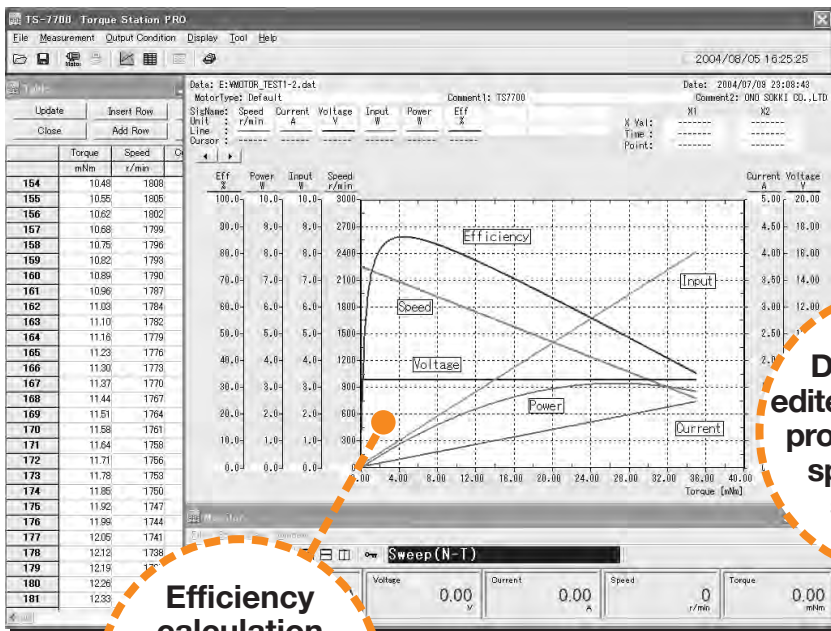 TS-7700 Torque Station PRO
File Measurement Output Condition Display Tool Help
2004/08/05 16:25:25
Update Insert Row
Close Add Row
Torque Speed
mNm r/min
154 10.48 1808
155 10.55 1805
156 10.62 1802
157 10.68 1799
158 10.75 1796
159 10.82 1793
160 10.89 1790
161 10.96 1787
162 11.03 1784
163 11.10 1782
164 11.16 1779
165 11.23 1776
166 11.30 1773
167 11.37 1770
168 11.44 1767
169 11.51 1764
170 11.58 1761
171 11.64 1758
172 11.71 1756
173 11.78 1753
174 11.85 1750
175 11.92 1747
176 11.99 1744
177 12.05 1741
178 12.12 1738
179 12.19
180 12.26
181 12.33
Data: E:¥MOTOR_TEST1-2.dat Date: 2004/07/09 23:08:43
MotorType: Default Comment1: TS7700 Comment2: ONO SOKKI CO.,LTD
SigName: Speed Current Voltage Input Power Eff X1 X2
Unit : r/min A V W W % X Val: ------- -------
Line : Time : ------- -------
Cursor : Point: ------- -------
Eff Power Input Speed Current Voltage
% W W r/min A V
100.0 10.0 10.0 3000 5.00 20.00
90.0 9.0 9.0 2700 4.50 18.00
80.0 8.0 8.0 2400 4.00 16.00
70.0 7.0 7.0 2100 3.50 14.00
60.0 6.0 6.0 1800 3.00 12.00
50.0 5.0 5.0 1500 2.50
40.0 4.0 4.0 1200
30.0 3.0 3.0 900
20.0 2.0 2.0 600
10.0 1.0 1.0 300
0.0 0.0 0.0
Efficiency
Input
Speed
Voltage
Power
Current
4.00 8.00 12.00 16.00 20.00 24.00 28.00 32.00 36.00 40.00
Torque [mNm]
Sweep(N-T)
Voltage Current Speed Torque
0.00 0.00 0 0.00
V A r/min mNm
Efficiency
calculation